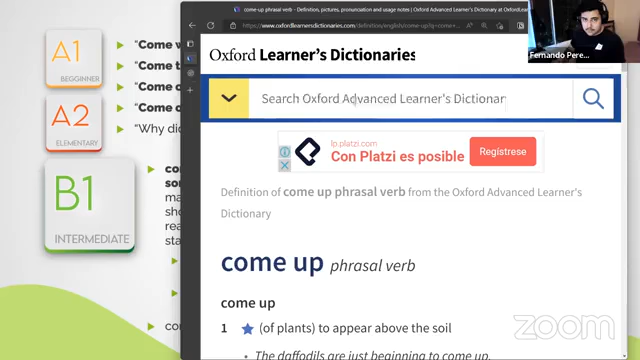 come-up phrasal verb - Definition, pictures, pronunciation and usage notes | Oxford Advanced Learner's Dictionary at OxfordLearn
https://www.oxfordlearnersdictionaries.com/definition/english/come-up?q=come+
Fernando Pere...
Oxford Learner's Dictionaries
Search Oxford Advanced Learner's Dictionar
lp.platzi.com
Con Platzi es posible
Regístrese
Definition of come up phrasal verb from the Oxford Advanced Learner's
Dictionary
come up phrasal verb
come up
1 (of plants) to appear above the soil
• The daffodils are just beginning to come up.
A1
BEGGINNER
A2
ELEMENTARY
B1
INTERMEDIATE
"Come
"Come
"Come
"Come
"Why
zoom